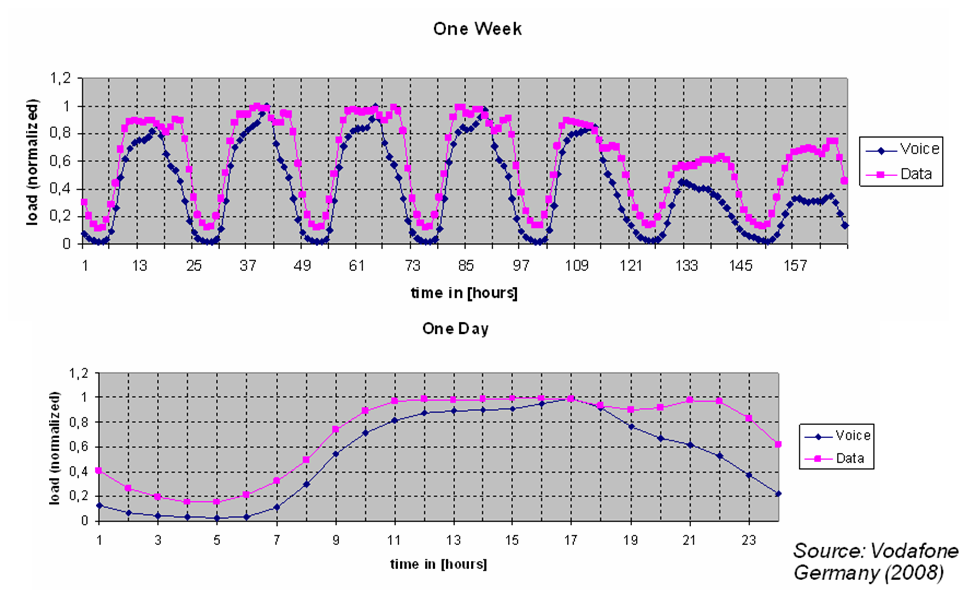 One Week
1,2
1
0,8
0,6
0,4
0,2
0
load (normalized)
1 13 25 37 49 61 73 85 97 109 121 133 145 157
time in [hours]
Voice
Data
One Day
1,2
1
0,8
0,6
0,4
0,2
0
load (normalized)
1 3 5 7 9 11 13 15 17 19 21 23
time in [hours]
Voice
Data
Source: Vodafone
Germany (2008)